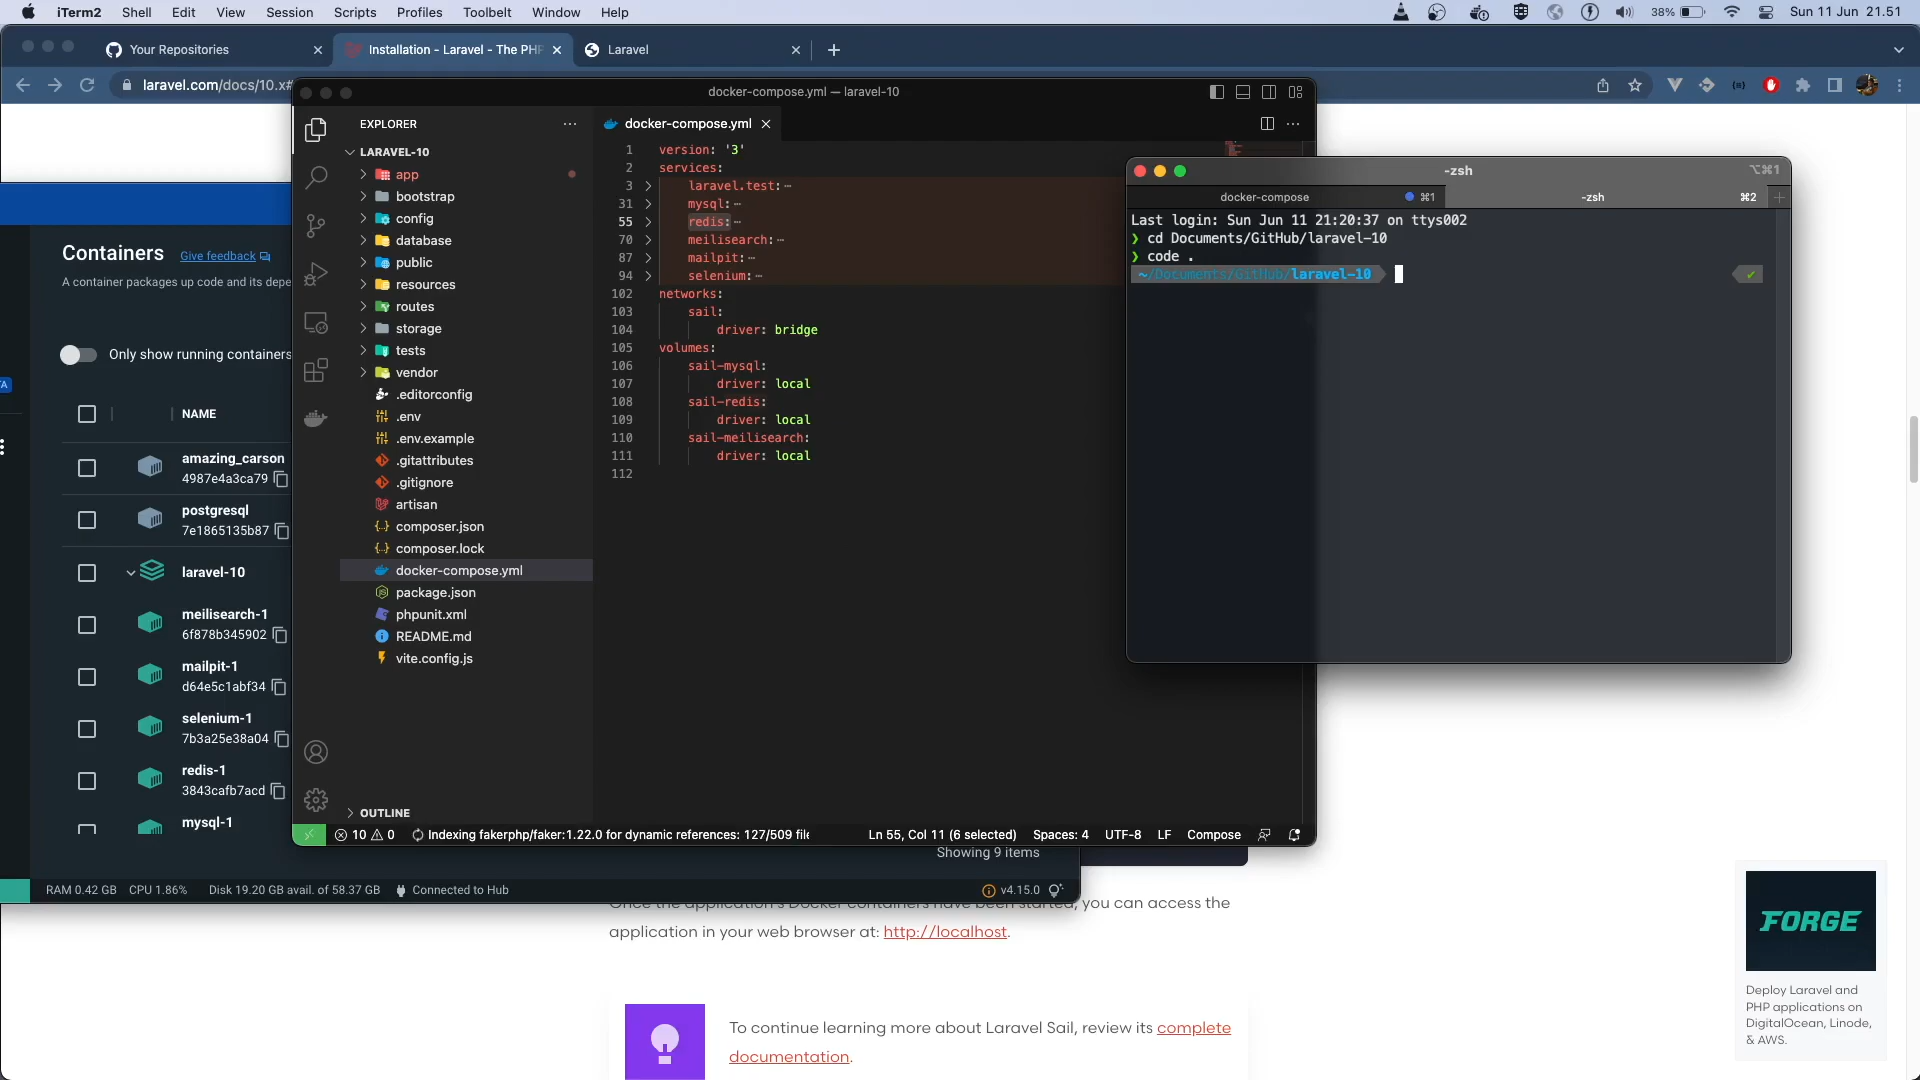 iTerm2 Shell Edit View Session Scripts Profiles Toolbelt Window Help 38% Sun 11 Jun 21.51
Your Repositories
Installation - Laravel - The PHP
Laravel
laravel.com/docs/10.x#
docker-compose.yml — laravel-10
EXPLORER
LARAVEL-10
app
bootstrap
config
database
public
resources
routes
storage
tests
vendor
.editorconfig
.env
.env.example
.gitattributes
.gitignore
artisan
composer.json
composer.lock
docker-compose.yml
package.json
phpunit.xml
README.md
vite.config.js
OUTLINE
docker-compose.yml
1 version: '3'
2 services:
3 laravel.test:
31 mysql:
55 redis:
70 meilisearch:
87 mailpit:
94 selenium:
102 networks:
103 sail:
104 driver: bridge
105 volumes:
106 sail-mysql:
107 driver: local
108 sail-redis:
109 driver: local
110 sail-meilisearch:
111 driver: local
112
10 0 Indexing fakerphp/faker:1.22.0 for dynamic references: 127/509 file
Ln 55, Col 11 (6 selected) Spaces: 4 UTF-8 LF Compose
-zsh ⌥⌘1
docker-compose ⌘1
-zsh ⌘2
Last login: Sun Jun 11 21:20:37 on ttys002
❯ cd Documents/GitHub/laravel-10
❯ code .
~/Documents/GitHub/laravel-10 ✓
Containers Give feedback
A container packages up code and its depe
Only show running containers
TA
NAME
amazing_carson
4987e4a3ca79
postgresql
7e1865135b87
laravel-10
meilisearch-1
6f878b345902
mailpit-1
d64e5c1abf34
selenium-1
7b3a25e38a04
redis-1
3843cafb7acd
mysql-1
Showing 9 items
RAM 0.42 GB CPU 1.86% Disk 19.20 GB avail. of 58.37 GB Connected to Hub v4.15.0
Once the application's Docker containers have been started, you can access the
application in your web browser at: http://localhost.
To continue learning more about Laravel Sail, review its complete
documentation.
FORGE
Deploy Laravel and
PHP applications on
DigitalOcean, Linode,
& AWS.